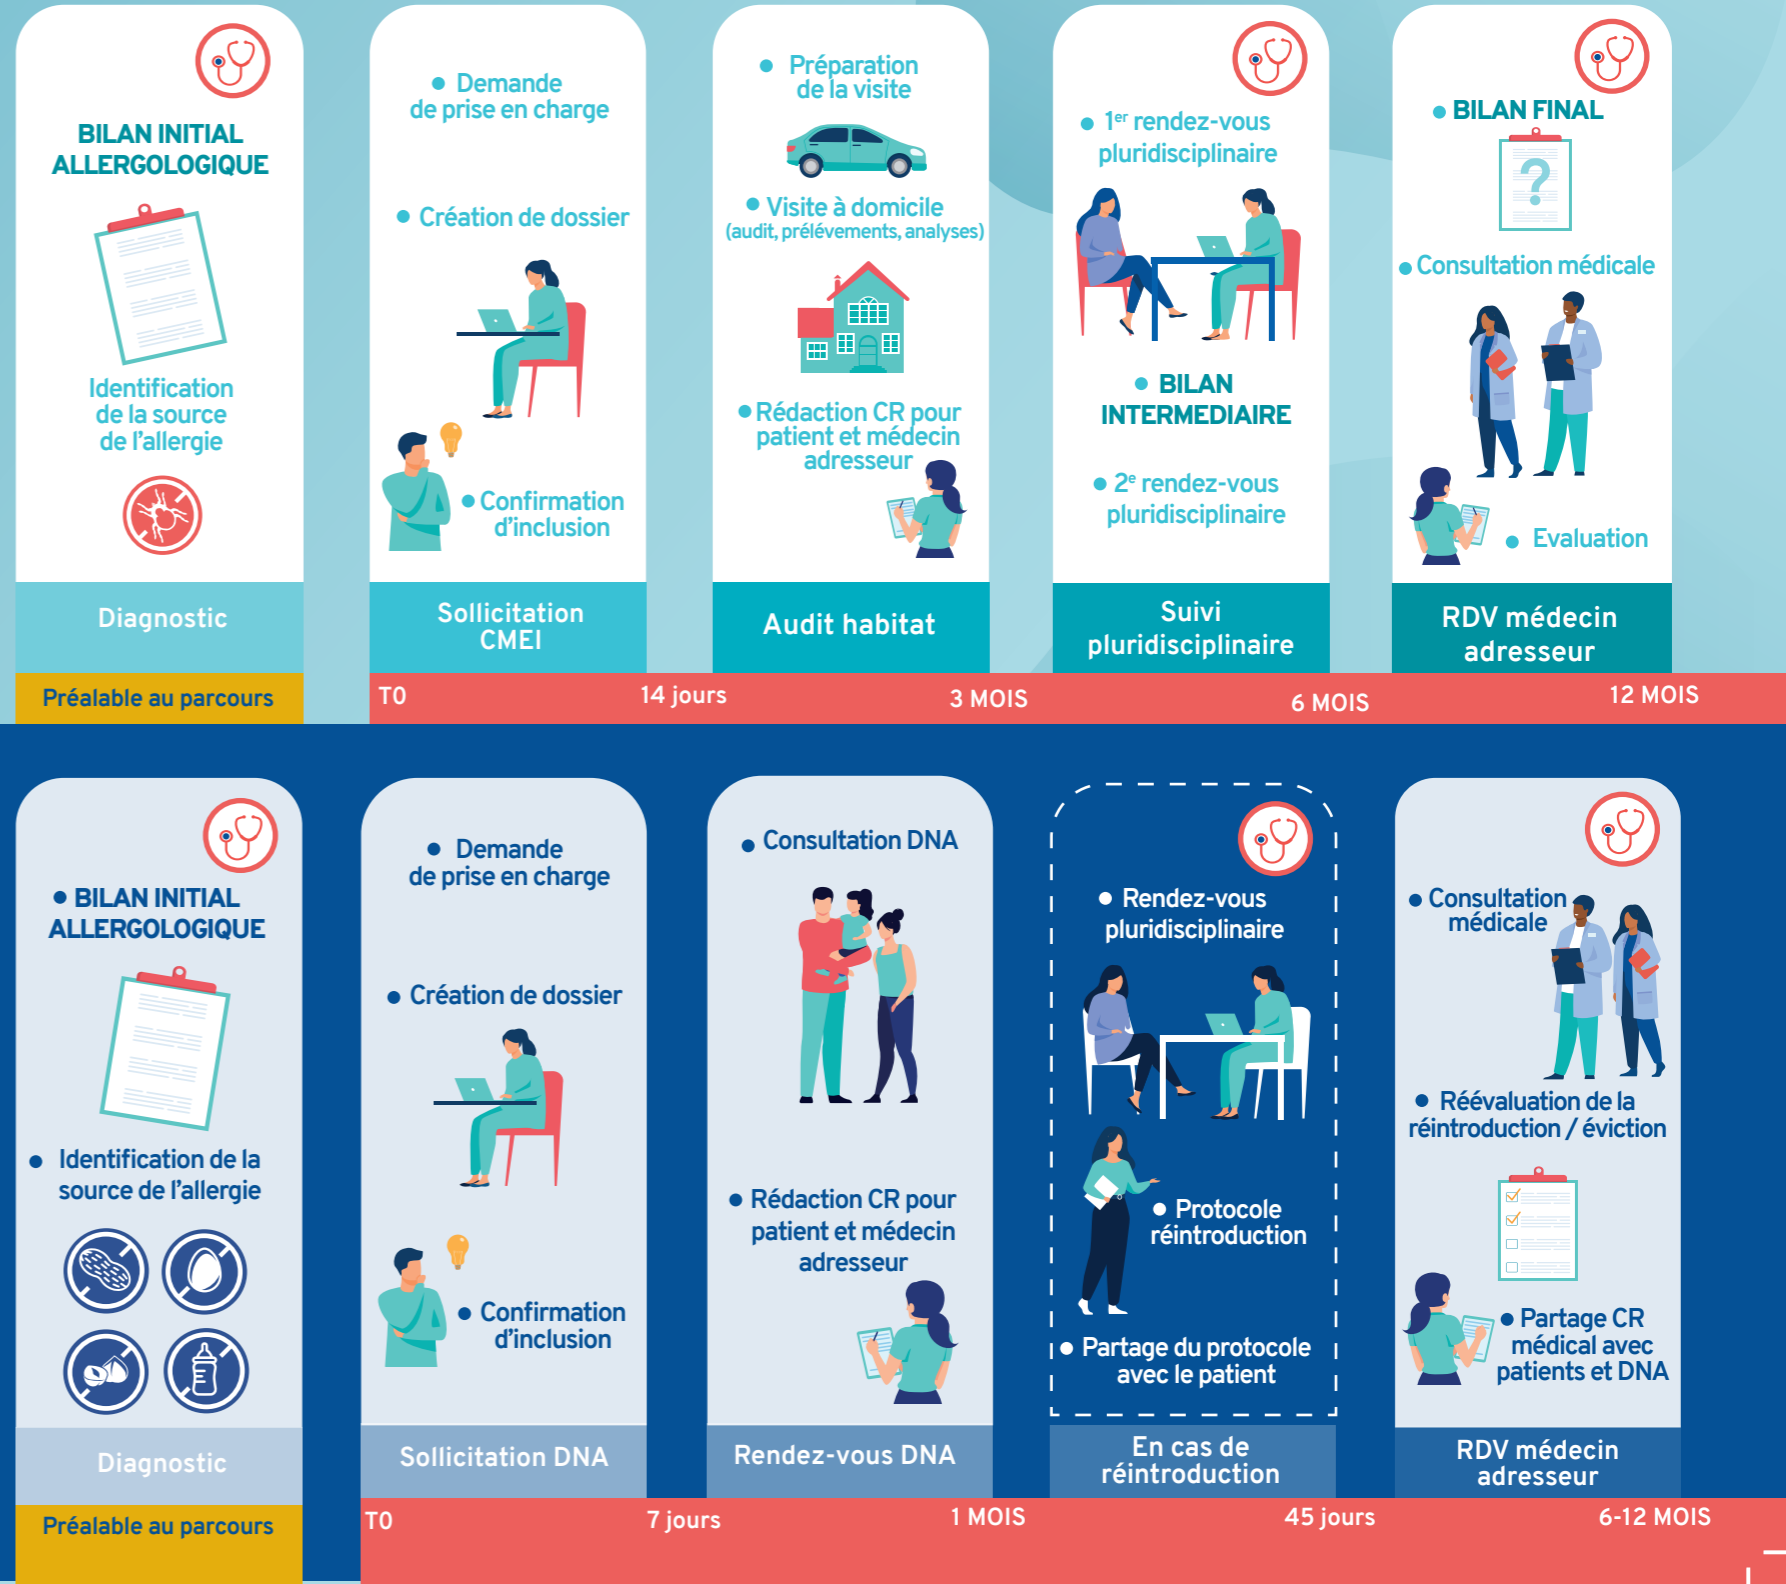 BILAN INITIAL
ALLERGOLOGIQUE
Identification
de la source
de l'allergie
Diagnostic
Préalable au parcours
• Demande
de prise en charge
• Création de dossier
• Confirmation
d'inclusion
Sollicitation
CMEI
• Préparation
de la visite
• Visite à domicile
(audit, prélévements, analyses)
• Rédaction CR pour
patient et médecin
adresseur
Audit habitat
• 1er rendez-vous
pluridisciplinaire
• BILAN
INTERMEDIAIRE
• 2e rendez-vous
pluridisciplinaire
Suivi
pluridisciplinaire
• BILAN FINAL
?
• Consultation médicale
• Evaluation
RDV médecin
adresseur
T0
14 jours
3 MOIS
6 MOIS
12 MOIS
• BILAN INITIAL
ALLERGOLOGIQUE
• Identification de la
source de l'allergie
Diagnostic
Préalable au parcours
• Demande
de prise en charge
• Création de dossier
• Confirmation
d'inclusion
Sollicitation DNA
• Consultation DNA
• Rédaction CR pour
patient et médecin
adresseur
Rendez-vous DNA
• Rendez-vous
pluridisciplinaire
• Protocole
réintroduction
• Partage du protocole
avec le patient
En cas de
réintroduction
• Consultation
médicale
• Réévaluation de la
réintroduction / éviction
• Partage CR
médical avec
patients et DNA
RDV médecin
adresseur
T0
7 jours
1 MOIS
45 jours
6-12 MOIS